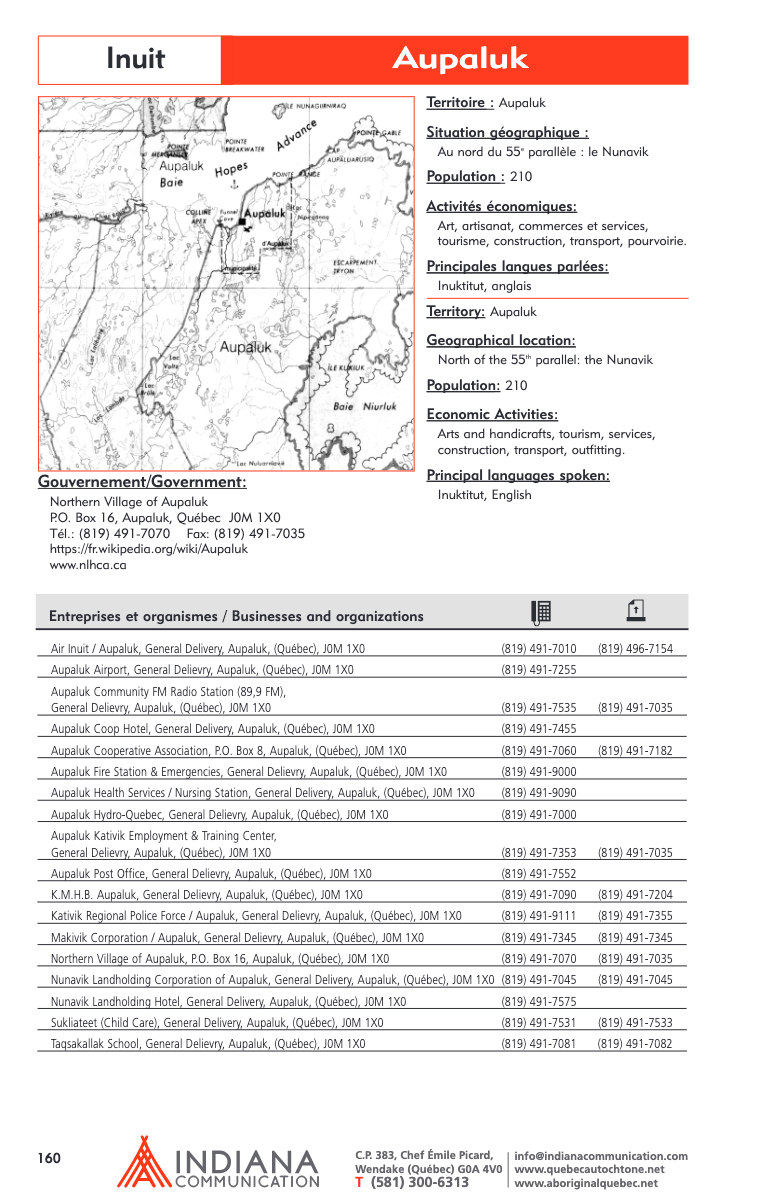 Inuit
Aupaluk
ÎLE NUNAGIIRNIRAQ
POINTE
BREAKWATER
Advance
POINTE GABLE
CAP
AUPALUARUSIQ
POINTE
Aupaluk
Baie
Hopes
POINTE RANGE
COLLINE
APEX
Funnel
Cove
Aupaluk
Lac
d'Aupaluk
municipalité
ESCARPEMENT
TRYON
Aupaluk
Lac
Volte
Lac
Brûlé
ÎLE KUKIUK
Baie Niurluk
Territoire : Aupaluk
Situation géographique :
Au nord du 55e parallèle : le Nunavik
Population : 210
Activités économiques:
Art, artisanat, commerces et services,
tourisme, construction, transport, pourvoirie.
Principales langues parlées:
Inuktitut, anglais
Territory: Aupaluk
Geographical location:
North of the 55th parallel: the Nunavik
Population: 210
Economic Activities:
Arts and handicrafts, tourism, services,
construction, transport, outfitting.
Principal languages spoken:
Inuktitut, English
Gouvernement/Government:
Northern Village of Aupaluk
P.O. Box 16, Aupaluk, Québec J0M 1X0
Tél.: (819) 491-7070 Fax: (819) 491-7035
https://fr.wikipedia.org/wiki/Aupaluk
www.nlhca.ca
Entreprises et organismes / Businesses and organizations
Air Inuit / Aupaluk, General Delivery, Aupaluk, (Québec), J0M 1X0 (819) 491-7010 (819) 496-7154
Aupaluk Airport, General Delievry, Aupaluk, (Québec), J0M 1X0 (819) 491-7255
Aupaluk Community FM Radio Station (89,9 FM),
General Delievry, Aupaluk, (Québec), J0M 1X0 (819) 491-7535 (819) 491-7035
Aupaluk Coop Hotel, General Delivery, Aupaluk, (Québec), J0M 1X0 (819) 491-7455
Aupaluk Cooperative Association, P.O. Box 8, Aupaluk, (Québec), J0M 1X0 (819) 491-7060 (819) 491-7182
Aupaluk Fire Station & Emergencies, General Delievry, Aupaluk, (Québec), J0M 1X0 (819) 491-9000
Aupaluk Health Services / Nursing Station, General Delivery, Aupaluk, (Québec), J0M 1X0 (819) 491-9090
Aupaluk Hydro-Quebec, General Delievry, Aupaluk, (Québec), J0M 1X0 (819) 491-7000
Aupaluk Kativik Employment & Training Center,
General Delievry, Aupaluk, (Québec), J0M 1X0 (819) 491-7353 (819) 491-7035
Aupaluk Post Office, General Delievry, Aupaluk, (Québec), J0M 1X0 (819) 491-7552
K.M.H.B. Aupaluk, General Delievry, Aupaluk, (Québec), J0M 1X0 (819) 491-7090 (819) 491-7204
Kativik Regional Police Force / Aupaluk, General Delievry, Aupaluk, (Québec), J0M 1X0 (819) 491-9111 (819) 491-7355
Makivik Corporation / Aupaluk, General Delievry, Aupaluk, (Québec), J0M 1X0 (819) 491-7345 (819) 491-7345
Northern Village of Aupaluk, P.O. Box 16, Aupaluk, (Québec), J0M 1X0 (819) 491-7070 (819) 491-7035
Nunavik Landholding Corporation of Aupaluk, General Delivery, Aupaluk, (Québec), J0M 1X0 (819) 491-7045 (819) 491-7045
Nunavik Landholding Hotel, General Delivery, Aupaluk, (Québec), J0M 1X0 (819) 491-7575
Sukliateet (Child Care), General Delivery, Aupaluk, (Québec), J0M 1X0 (819) 491-7531 (819) 491-7533
Taqsakallak School, General Delievry, Aupaluk, (Québec), J0M 1X0 (819) 491-7081 (819) 491-7082
160
INDIANA
COMMUNICATION
C.P. 383, Chef Émile Picard,
Wendake (Québec) G0A 4V0
T (581) 300-6313
info@indianacommunication.com
www.quebecautochtone.net
www.aboriginalquebec.net